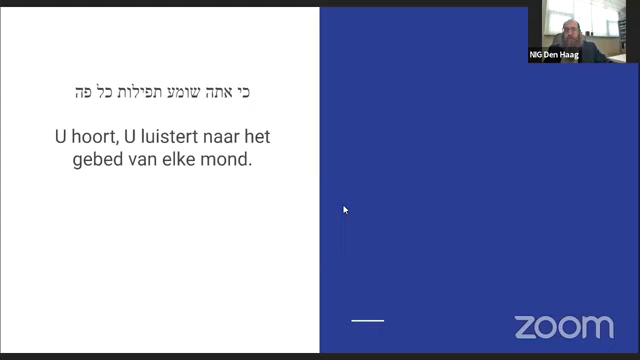 כי אתה שומע תפילות כל פה
U hoort, U luistert naar het
gebed van elke mond.
NIG Den Haag
zoom